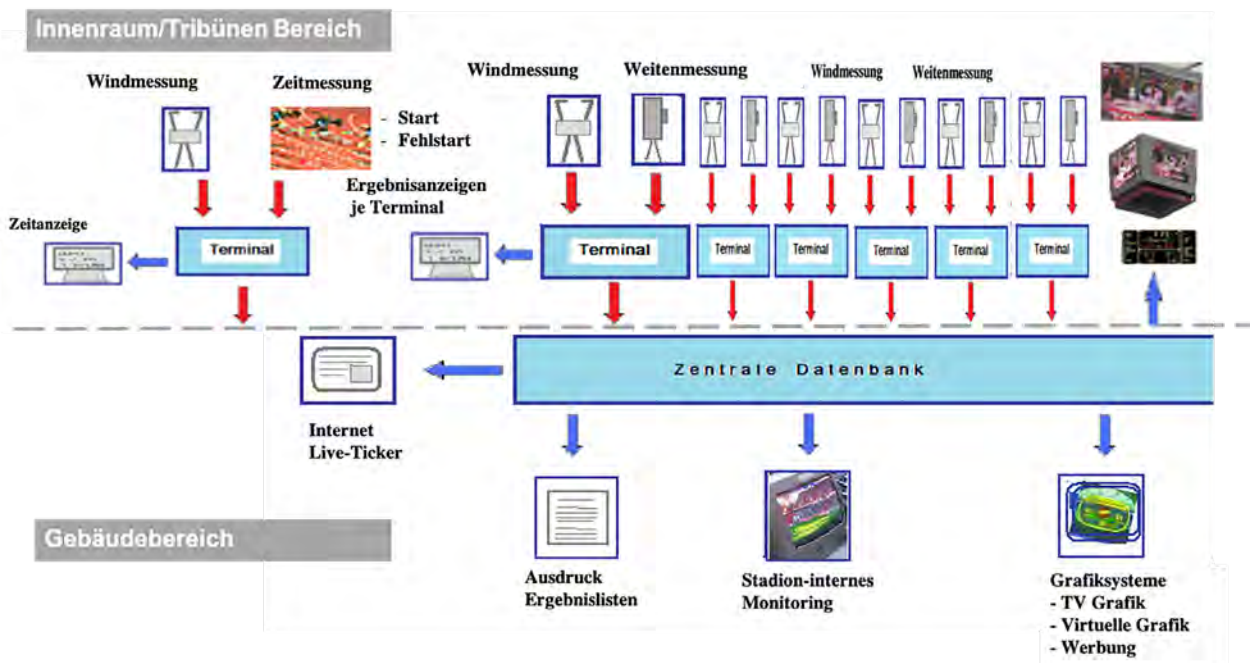 Innenraum/Tribünen Bereich
Windmessung
Zeitmessung
- Start
- Fehlstart
Windmessung
Weitenmessung
Windmessung
Weitenmessung
Ergebnisanzeigen
je Terminal
Zeitanzeige
Terminal
Terminal
Terminal
Terminal
Terminal
Terminal
Terminal
Zentrale Datenbank
Internet
Live-Ticker
Gebäudebereich
Ausdruck
Ergebnislisten
Stadion-internes
Monitoring
Grafiksysteme
- TV Grafik
- Virtuelle Grafik
- Werbung